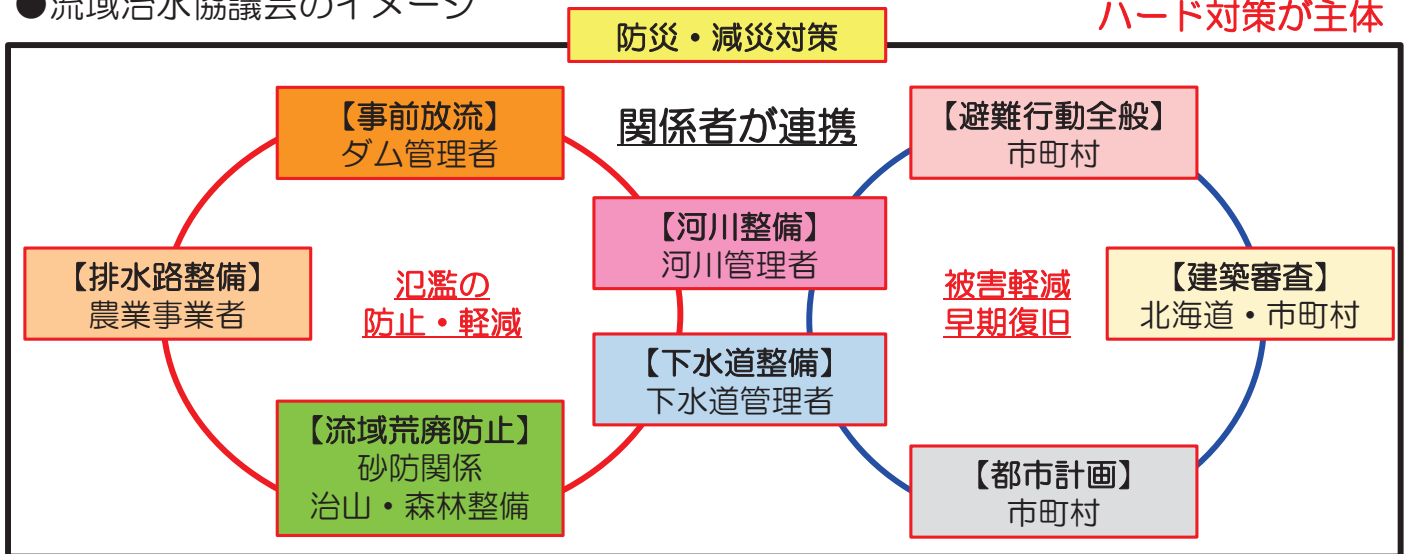 ●流域治水協議会のイメージ
ハード対策が主体
防災・減災対策
【事前放流】
ダム管理者
関係者が連携
【避難行動全般】
市町村
【河川整備】
河川管理者
【排水路整備】
農業事業者
氾濫の
防止・軽減
被害軽減
早期復旧
【建築審査】
北海道・市町村
【下水道整備】
下水道管理者
【流域荒廃防止】
砂防関係
治山・森林整備
【都市計画】
市町村